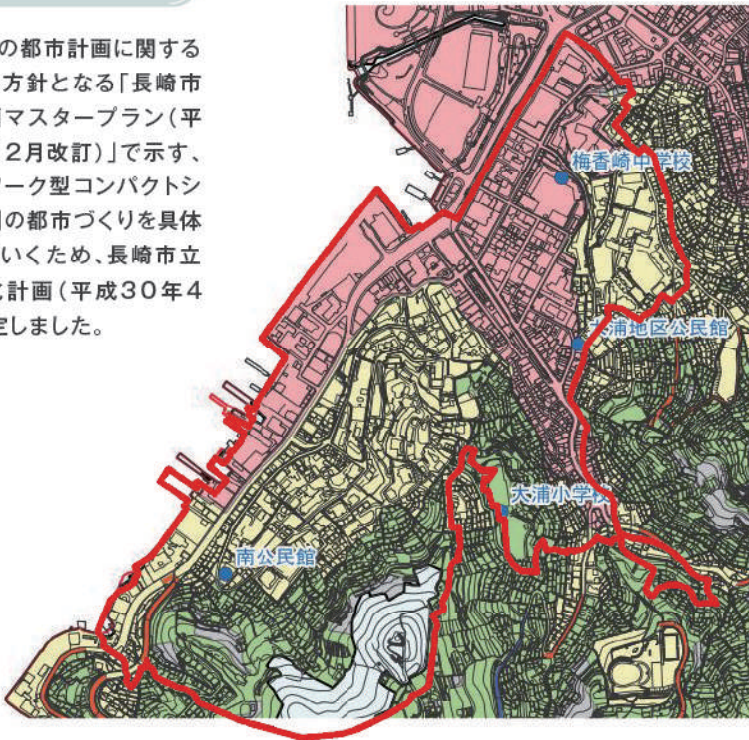 の都市計画に関する
方針となる「長崎市
マスタープラン(平
2月改訂)」で示す、
ワーク型コンパクトシ
の都市づくりを具体
いくため、長崎市立
計画(平成30年4
定しました。
梅香崎中学校
大浦地区公民館
大浦小学校
南公民館